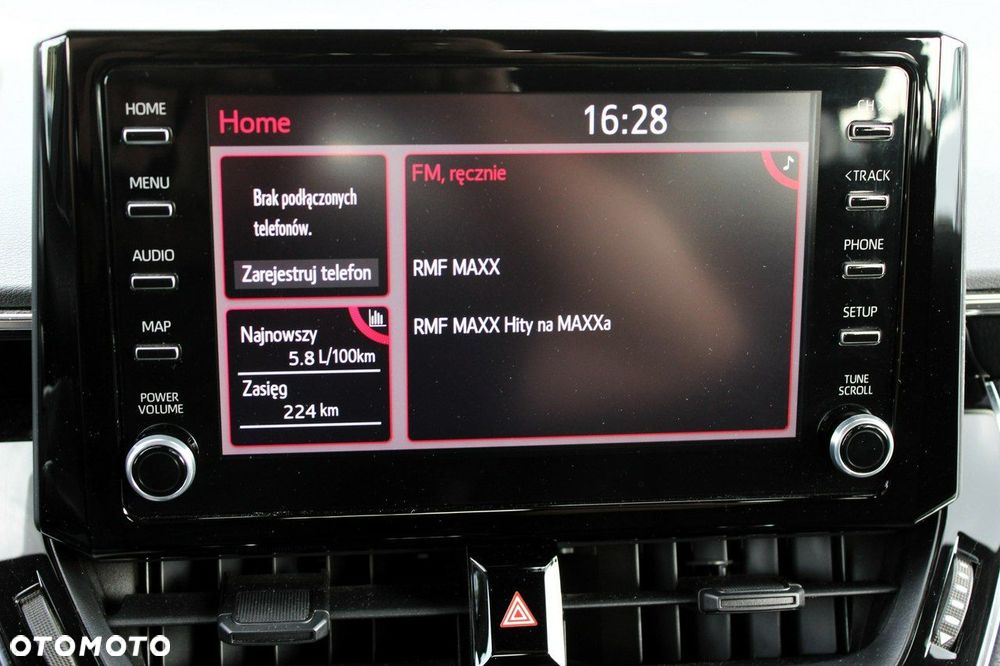 HOME
MENU
AUDIO
MAP
POWER
VOLUME
Home
16:28
Brak podłączonych
telefonów.
Zarejestruj telefon
Najnowszy
5.8 L/100km
Zasięg
224 km
FM, ręcznie
RMF MAXX
RMF MAXX Hity na MAXXa
CH >
<TRACK
PHONE
SETUP
TUNE
SCROLL
OTOMOTO